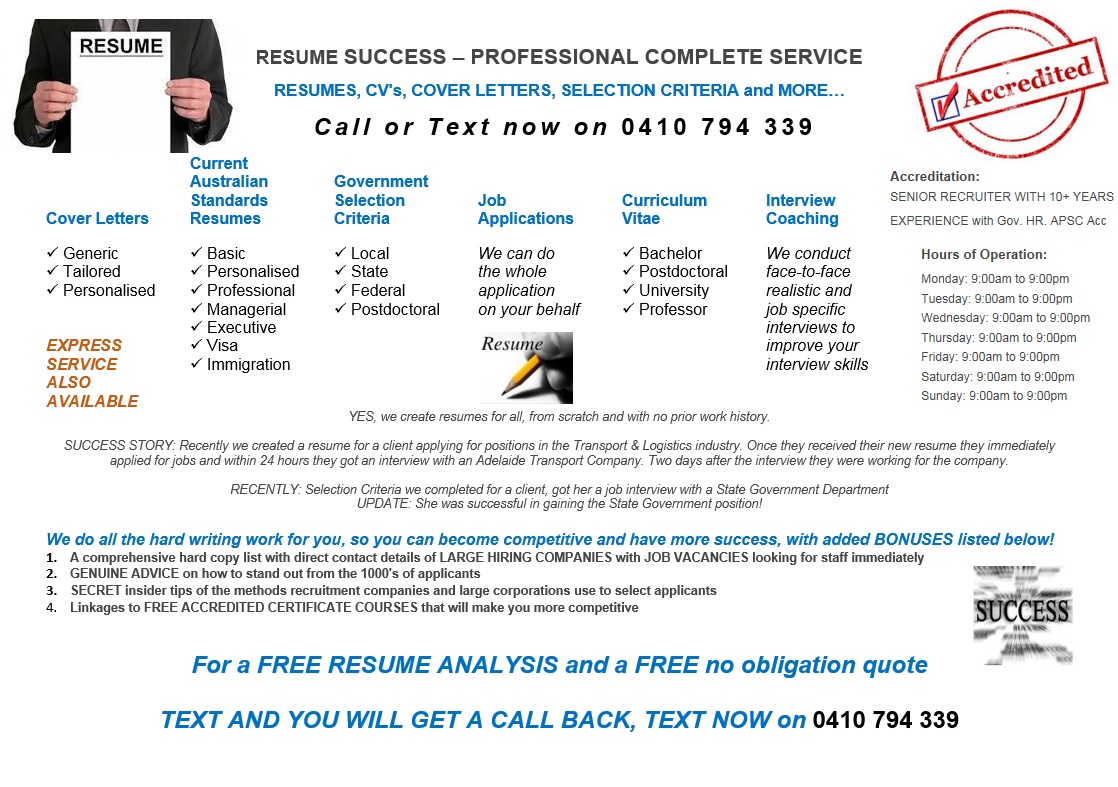 RESUME
RESUME SUCCESS – PROFESSIONAL COMPLETE SERVICE
RESUMES, CV's, COVER LETTERS, SELECTION CRITERIA and MORE…
Call or Text now on 0410 794 339
Accredited
Cover Letters
✓ Generic
✓ Tailored
✓ Personalised
EXPRESS
SERVICE
ALSO
AVAILABLE
Current
Australian
Standards
Resumes
✓ Basic
✓ Personalised
✓ Professional
✓ Managerial
✓ Executive
✓ Visa
✓ Immigration
Government
Selection
Criteria
✓ Local
✓ State
✓ Federal
✓ Postdoctoral
Job
Applications
We can do
the whole
application
on your behalf
Resume
Curriculum
Vitae
✓ Bachelor
✓ Postdoctoral
✓ University
✓ Professor
Interview
Coaching
We conduct
face-to-face
realistic and
job specific
interviews to
improve your
interview skills
Accreditation:
SENIOR RECRUITER WITH 10+ YEARS
EXPERIENCE with Gov. HR. APSC Acc
Hours of Operation:
Monday: 9:00am to 9:00pm
Tuesday: 9:00am to 9:00pm
Wednesday: 9:00am to 9:00pm
Thursday: 9:00am to 9:00pm
Friday: 9:00am to 9:00pm
Saturday: 9:00am to 9:00pm
Sunday: 9:00am to 9:00pm
YES, we create resumes for all, from scratch and with no prior work history.
SUCCESS STORY: Recently we created a resume for a client applying for positions in the Transport & Logistics industry. Once they received their new resume they immediately
applied for jobs and within 24 hours they got an interview with an Adelaide Transport Company. Two days after the interview they were working for the company.
RECENTLY: Selection Criteria we completed for a client, got her a job interview with a State Government Department
UPDATE: She was successful in gaining the State Government position!
We do all the hard writing work for you, so you can become competitive and have more success, with added BONUSES listed below!
1. A comprehensive hard copy list with direct contact details of LARGE HIRING COMPANIES with JOB VACANCIES looking for staff immediately
2. GENUINE ADVICE on how to stand out from the 1000's of applicants
3. SECRET insider tips of the methods recruitment companies and large corporations use to select applicants
4. Linkages to FREE ACCREDITED CERTIFICATE COURSES that will make you more competitive
SUCCESS
SUCCESS
For a FREE RESUME ANALYSIS and a FREE no obligation quote
TEXT AND YOU WILL GET A CALL BACK, TEXT NOW on 0410 794 339